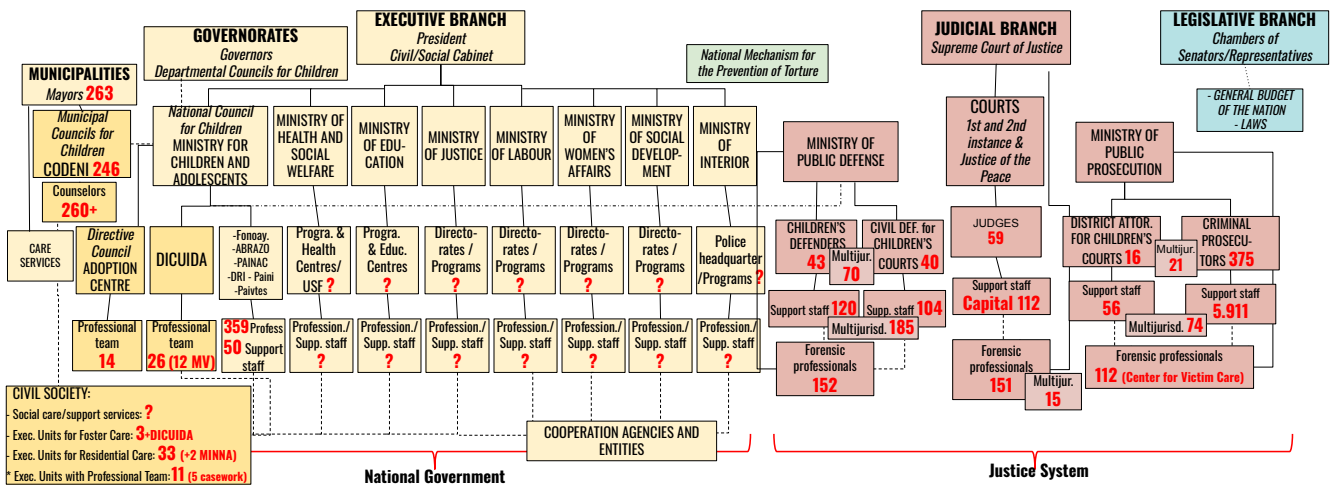 EXECUTIVE BRANCH
President
Civil/Social Cabinet
GOVERNORATES
Governors
Departmental Councils for Children
MUNICIPALITIES
Mayors 263
Municipal
Councils for
Children
CODENI 246
Counselors
260+
CARE
SERVICES
National Council
for Children
MINISTRY FOR
CHILDREN AND
ADOLESCENTS
MINISTRY OF
HEALTH AND
SOCIAL
WELFARE
MINISTRY
OF EDU-
CATION
MINISTRY
OF JUSTICE
MINISTRY
OF LABOUR
MINISTRY
OF
WOMEN'S
AFFAIRS
MINISTRY
OF SOCIAL
DEVELOP-
MENT
MINISTRY
OF
INTERIOR
National Mechanism for
the Prevention of Torture
Directive
Council
ADOPTION
CENTRE
DICUIDA
-Fonoay.
-ABRAZO
-PAINAC
-DRI - Paini
-Paivtes
Progra. &
Health
Centres/
USF ?
Progra.
& Educ.
Centres
?
Directo-
rates /
Programs
?
Directo-
rates /
Programs
?
Directo-
rates /
Programs
?
Directo-
rates /
Programs
?
Police
headquarter
/Programs ?
Professional
team
14
Professional
team
26 (12 MV)
359 Profess
50 Support
staff
Profession./
Supp. staff
?
Profession./
Supp. staff
?
Profession./
Supp. staff
?
Profession./
Supp. staff
?
Profession./
Supp. staff
?
Profession./
Supp. staff
?
Profession./
Supp. staff
?
CIVIL SOCIETY:
- Social care/support services: ?
- Exec. Units for Foster Care: 3+DICUIDA
- Exec. Units for Residential Care: 33 (+2 MINNA)
* Exec. Units with Professional Team: 11 (5 casework)
COOPERATION AGENCIES AND
ENTITIES
National Government
JUDICIAL BRANCH
Supreme Court of Justice
LEGISLATIVE BRANCH
Chambers of
Senators/Representatives
- GENERAL BUDGET
OF THE NATION
- LAWS
MINISTRY OF
PUBLIC DEFENSE
COURTS
1st and 2nd
instance &
Justice of the
Peace
MINISTRY OF
PUBLIC
PROSECUTION
CHILDREN'S
DEFENDERS
43
Multijur.
70
CIVIL DEF. for
CHILDREN'S
COURTS 40
JUDGES
59
DISTRICT ATTOR.
FOR CHILDREN'S
COURTS 16
Multijur.
21
CRIMINAL
PROSECU-
TORS 375
Support staff 120
Supp. staff 104
Multijurisd. 185
Support staff
Capital 112
Support staff
56
Multijurisd. 74
Support staff
5.911
Forensic
professionals
152
Forensic
professionals
151
Multijur.
15
Forensic professionals
112 (Center for Victim Care)
Justice System